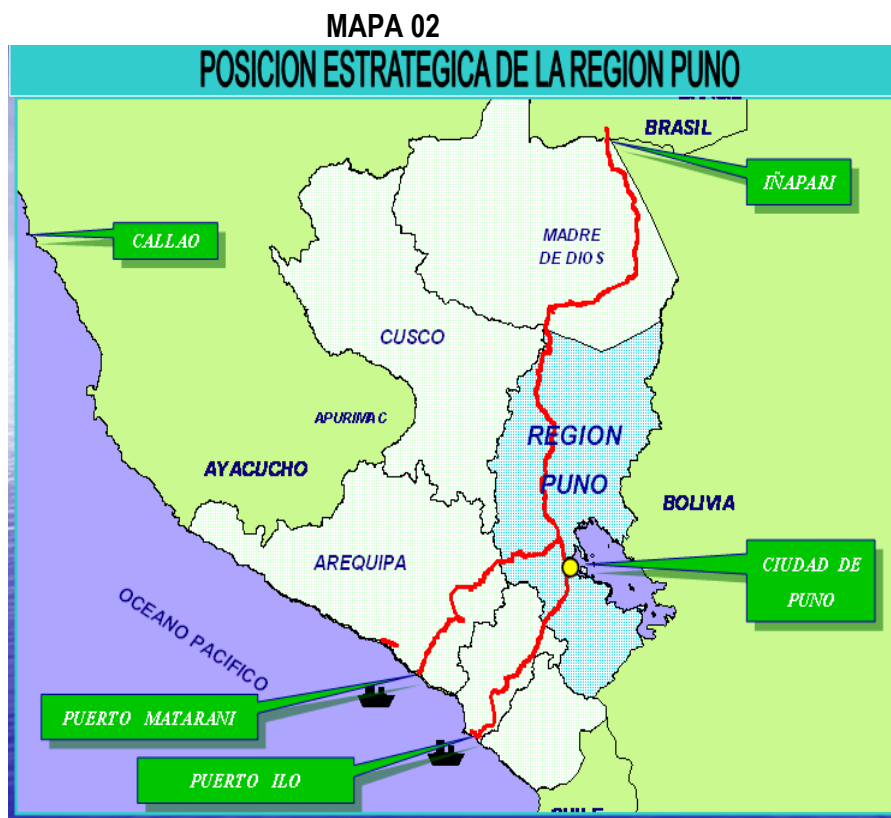 MAPA 02
POSICION ESTRATEGICA DE LA REGION PUNO
BRASIL
IÑAPARI
CALLAO
MADRE
DE DIOS
CUSCO
APURIMAC
REGION
PUNO
AYACUCHO
BOLIVIA
AREQUIPA
CIUDAD DE
PUNO
OCEANO PACIFICO
PUERTO MATARANI
PUERTO ILO